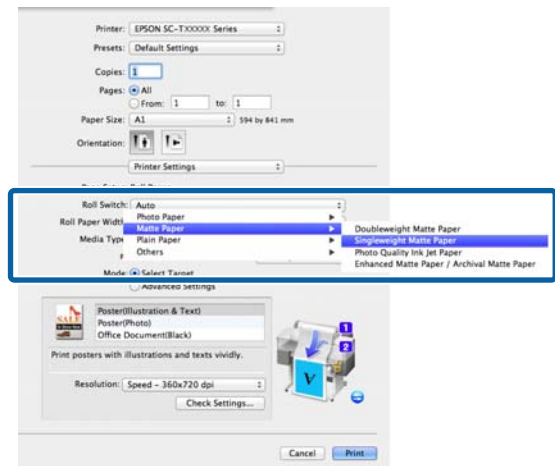 Printer: EPSON SC-TXXXXX Series
Presets: Default Settings
Copies: 1
Pages: All
From: 1 to: 1
Paper Size: A1 594 by 841 mm
Orientation:
Printer Settings
Roll Switch: Auto
Roll Paper Width
Photo Paper
Matte Paper
Doubleweight Matte Paper
Media Type
Plain Paper
Singleweight Matte Paper
Others
Photo Quality Ink Jet Paper
Enhanced Matte Paper / Archival Matte Paper
Mode: Select Target
Advanced Settings
SALE
Poster(Illustration & Text)
Poster(Photo)
Office Document(Black)
Print posters with illustrations and texts vividly.
1
2
V
Resolution: Speed - 360x720 dpi
Check Settings...
Cancel Print